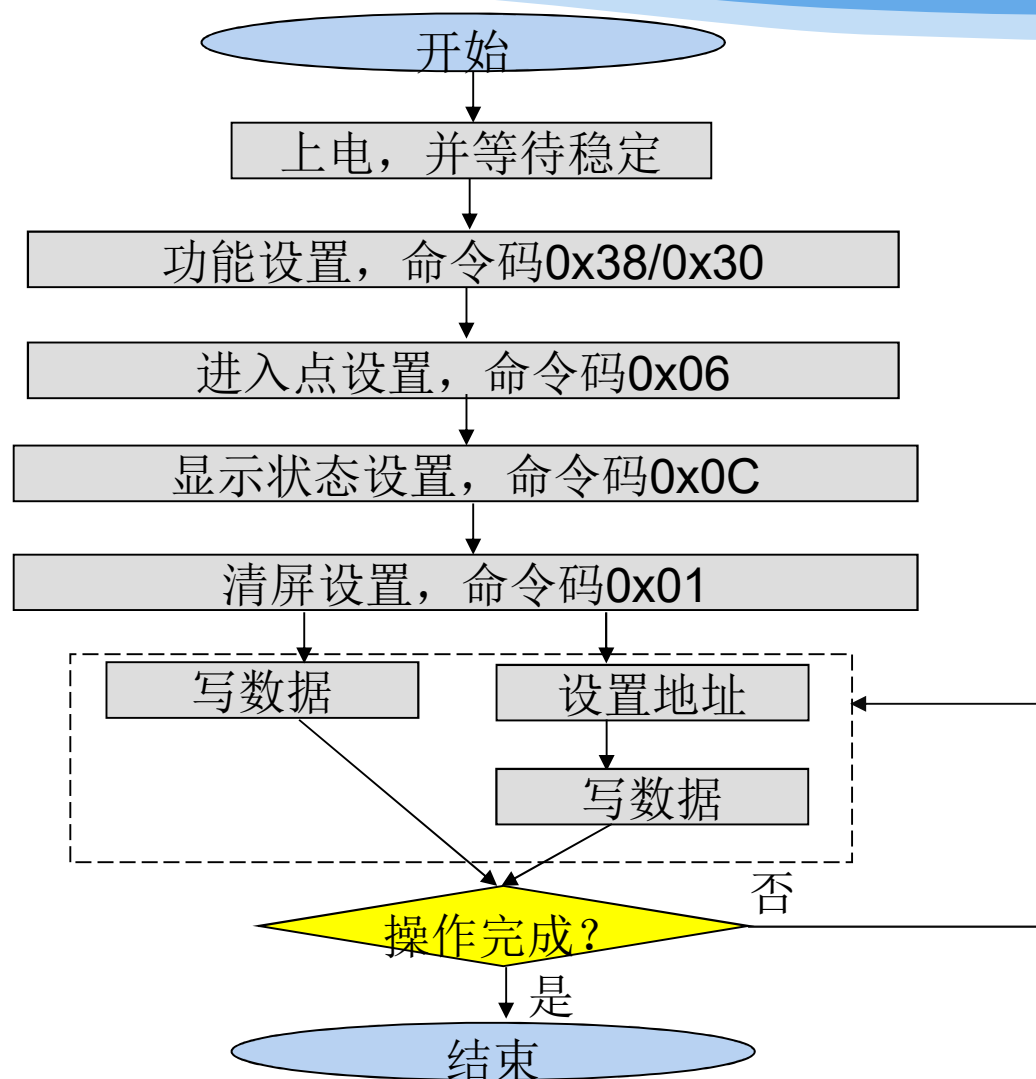 开始
上电，并等待稳定
功能设置，命令码0x38/0x30
进入点设置，命令码0x06
显示状态设置，命令码0x0C
清屏设置，命令码0x01
写数据
设置地址
写数据
否
操作完成？
是
结束